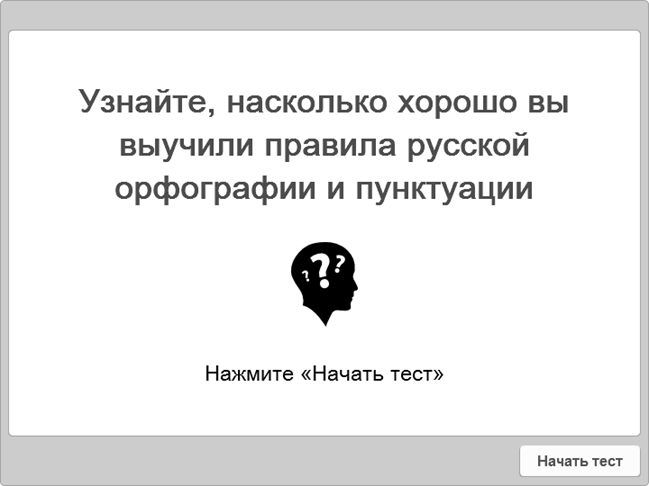 Узнайте, насколько хорошо вы
выучили правила русской
орфографии и пунктуации
? ? ?
Нажмите «Начать тест»
Начать тест